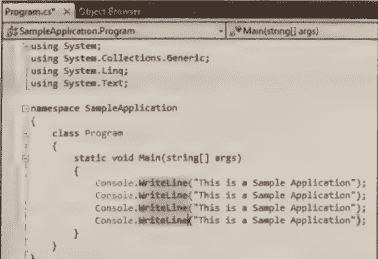 Program.cs* × Object Browser
SampleApplication.Program Main(string[] args)
using System;
using System.Collections.Generic;
using System.Linq;
using System.Text;
namespace SampleApplication
{
class Program
{
static void Main(string[] args)
{
Console.WriteLine("This is a Sample Application");
Console.WriteLine("This is a Sample Application");
Console.WriteLine("This is a Sample Application");
Console.WriteLine("This is a Sample Application");
}
}
}